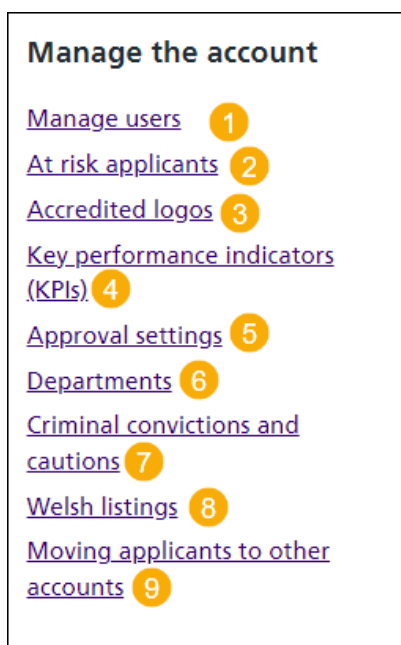 Manage the account
Manage users 1
At risk applicants 2
Accredited logos 3
Key performance indicators
(KPIs) 4
Approval settings 5
Departments 6
Criminal convictions and
cautions 7
Welsh listings 8
Moving applicants to other
accounts 9